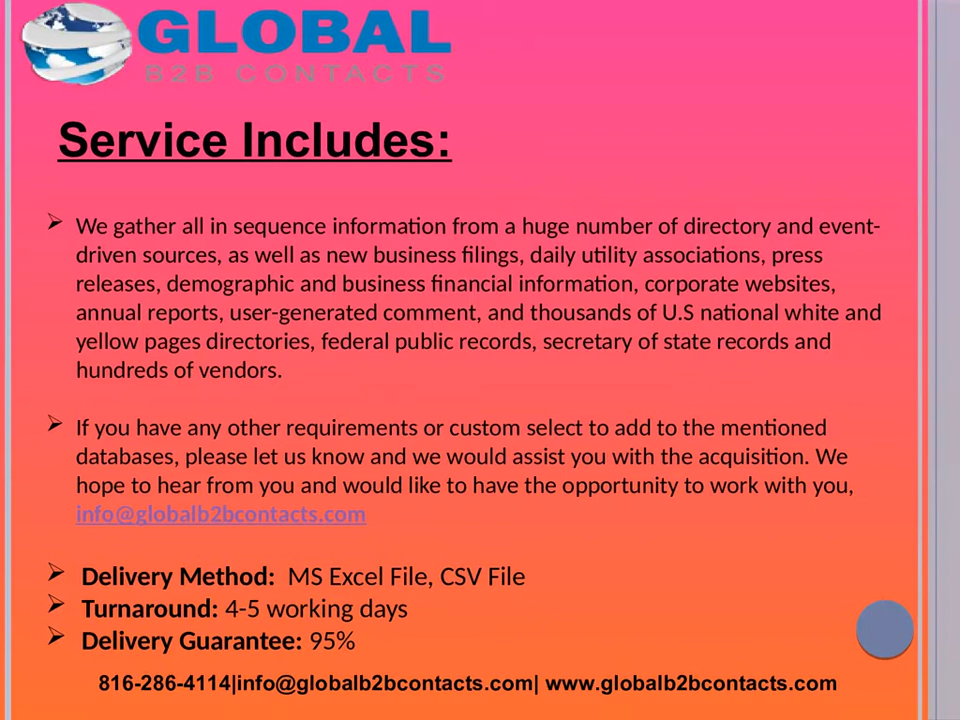 GLOBAL
B2B CONTACTS
Service Includes:
➢ We gather all in sequence information from a huge number of directory and event-
driven sources, as well as new business filings, daily utility associations, press
releases, demographic and business financial information, corporate websites,
annual reports, user-generated comment, and thousands of U.S national white and
yellow pages directories, federal public records, secretary of state records and
hundreds of vendors.
➢ If you have any other requirements or custom select to add to the mentioned
databases, please let us know and we would assist you with the acquisition. We
hope to hear from you and would like to have the opportunity to work with you,
info@globalb2bcontacts.com
➢ Delivery Method: MS Excel File, CSV File
➢ Turnaround: 4-5 working days
➢ Delivery Guarantee: 95%
816-286-4114|info@globalb2bcontacts.com| www.globalb2bcontacts.com